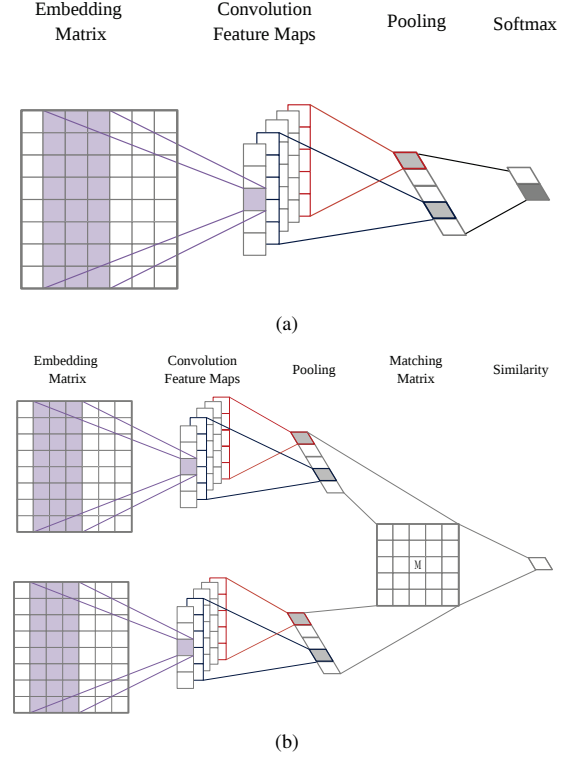 Embedding
Matrix
Convolution
Feature Maps
Pooling
Softmax
(a)
Embedding
Matrix
Convolution
Feature Maps
Pooling
Matching
Matrix
Similarity
M
(b)